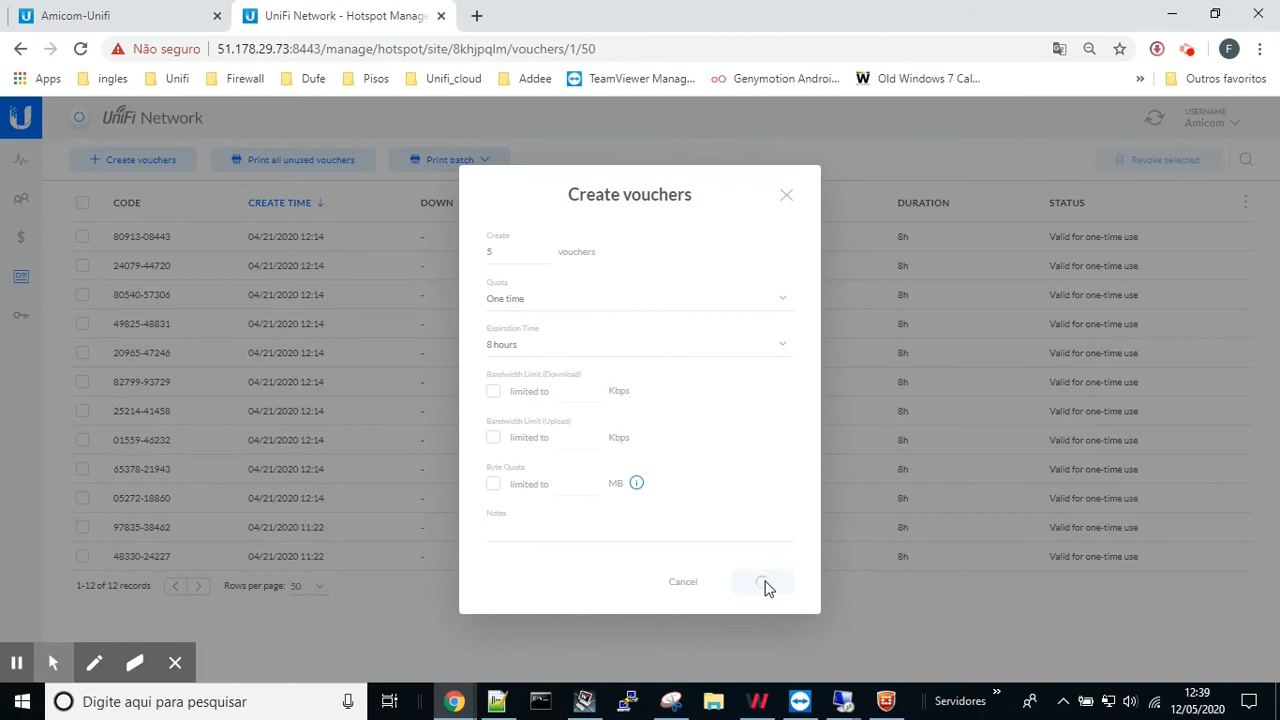 Amicom-Unifi
UniFi Network - Hotspot Manage
Não seguro
51.178.29.73:8443/manage/hotspot/site/8khjpqlm/vouchers/1/50
F
Apps
ingles
Unifi
Firewall
Dufe
Pisos
Unifi_cloud
Addee
TeamViewer Manag...
Genymotion Androi...
W
Old Windows 7 Cal...
»
Outros favoritos
UniFi Network
USERNAME
Amicom
+ Create vouchers
Print all unused vouchers
Print batch
Revoke selected
CODE
CREATE TIME ↓
DOWN
DURATION
STATUS
80913-08443
04/21/2020 12:14
-
8h
Valid for one-time use
24079-44720
04/21/2020 12:14
-
8h
Valid for one-time use
80540-57306
04/21/2020 12:14
-
8h
Valid for one-time use
49825-48831
04/21/2020 12:14
-
8h
Valid for one-time use
20965-47246
04/21/2020 12:14
-
8h
Valid for one-time use
82799-93729
04/21/2020 12:14
-
8h
Valid for one-time use
25214-41458
04/21/2020 12:14
-
8h
Valid for one-time use
01559-46232
04/21/2020 12:14
-
8h
Valid for one-time use
65378-21943
04/21/2020 12:14
-
8h
Valid for one-time use
05272-18860
04/21/2020 12:14
-
8h
Valid for one-time use
97835-38462
04/21/2020 11:22
-
8h
Valid for one-time use
48330-24227
04/21/2020 11:22
-
8h
Valid for one-time use
1-12 of 12 records
Rows per page: 50
Create vouchers
Create
5
vouchers
Quota
One time
Expiration Time
8 hours
Bandwidth Limit (Download)
limited to
Kbps
Bandwidth Limit (Upload)
limited to
Kbps
Byte Quota
limited to
MB
Notes
Cancel
Digite aqui para pesquisar
Servidores
»
12:39
12/05/2020